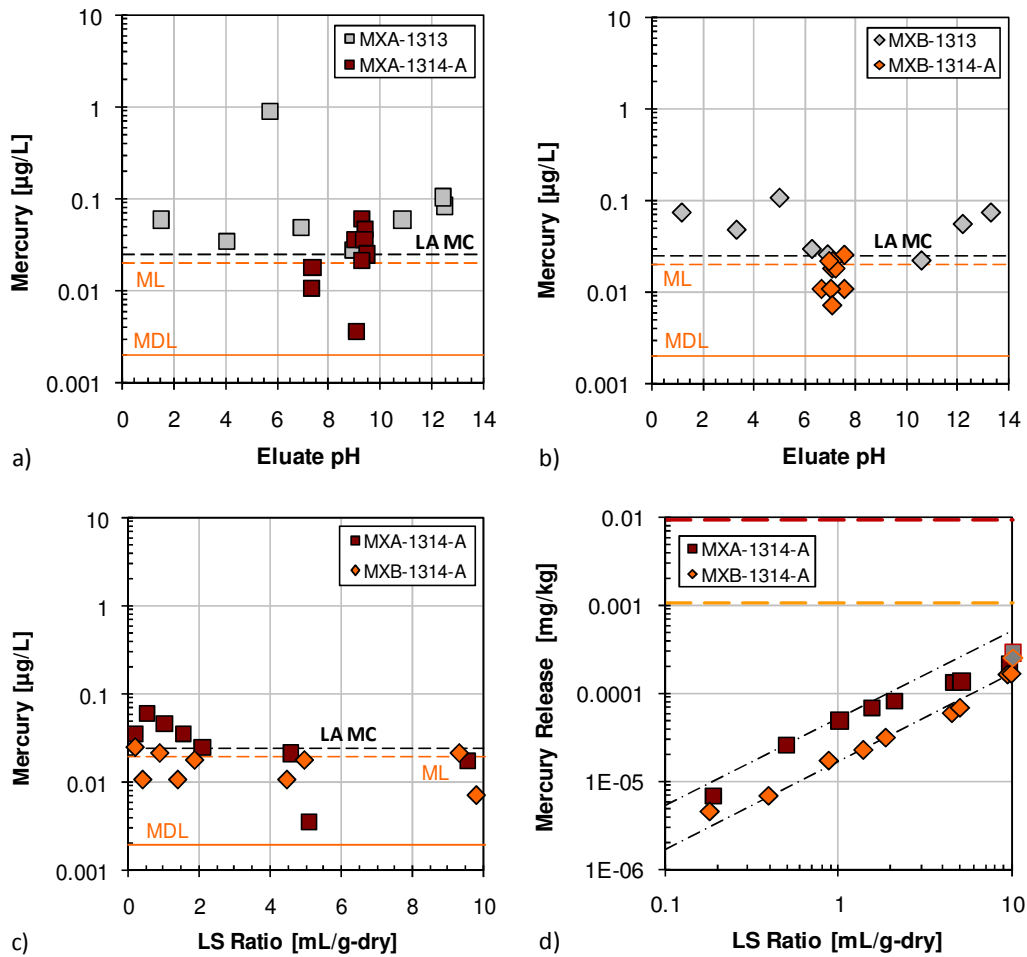 10
1
0.1
0.01
0.001
Mercury [µg/L]
MXA-1313
MXA-1314-A
LA MC
ML
MDL
0 2 4 6 8 10 12 14
Eluate pH
a)
10
1
0.1
0.01
0.001
Mercury [µg/L]
MXB-1313
MXB-1314-A
LA MC
ML
MDL
0 2 4 6 8 10 12 14
Eluate pH
b)
10
1
0.1
0.01
0.001
Mercury [µg/L]
MXA-1314-A
MXB-1314-A
LA MC
ML
MDL
0 2 4 6 8 10
LS Ratio [mL/g-dry]
c)
0.01
0.001
0.0001
1E-05
1E-06
Mercury Release [mg/kg]
MXA-1314-A
MXB-1314-A
0.1 1 10
LS Ratio [mL/g-dry]
d)